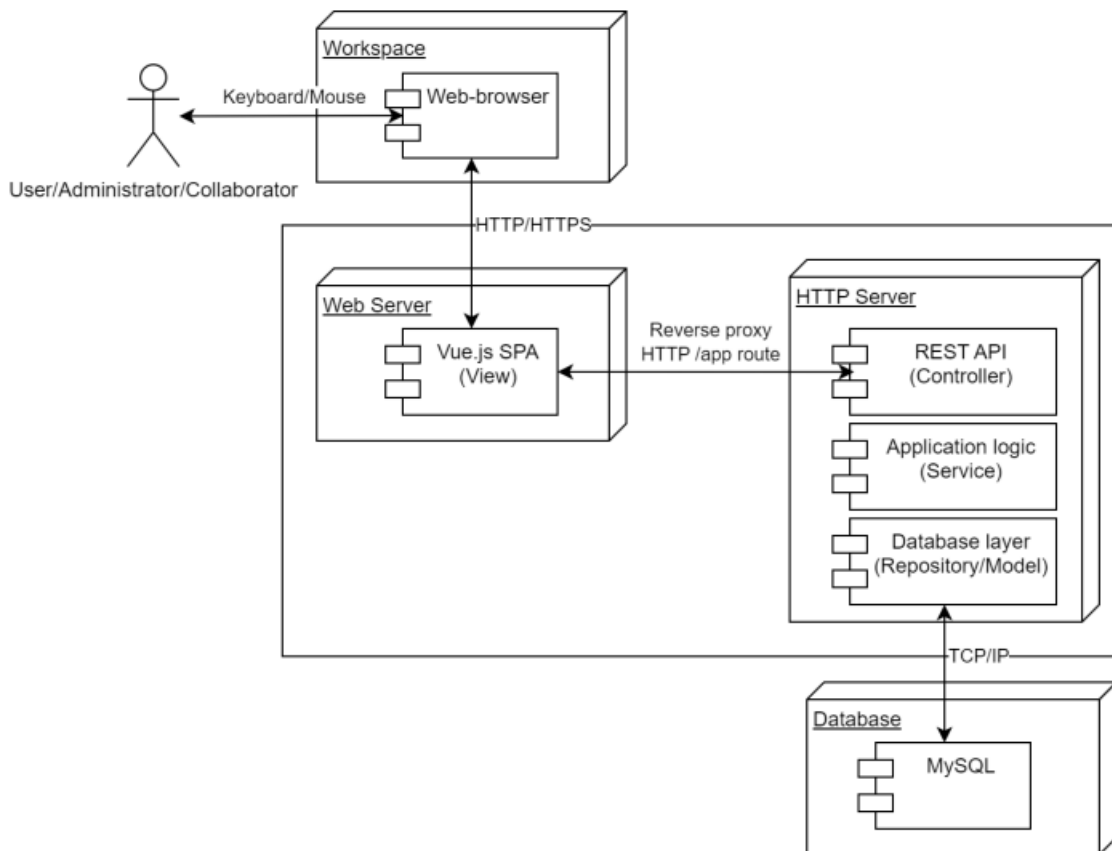 Workspace
Web-browser
Keyboard/Mouse
User/Administrator/Collaborator
HTTP/HTTPS
Web Server
Vue.js SPA
(View)
Reverse proxy
HTTP /app route
HTTP Server
REST API
(Controller)
Application logic
(Service)
Database layer
(Repository/Model)
TCP/IP
Database
MySQL